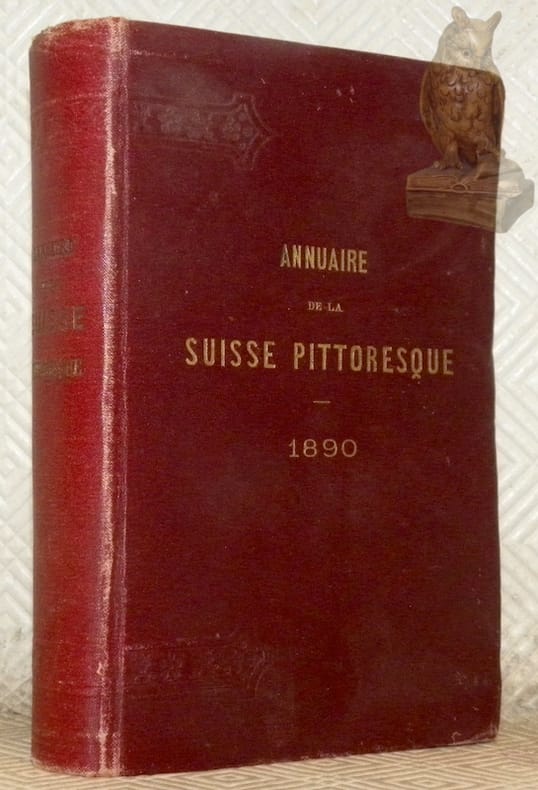 ANNUAIRE
DE LA
SUISSE PITTORESQUE
1890